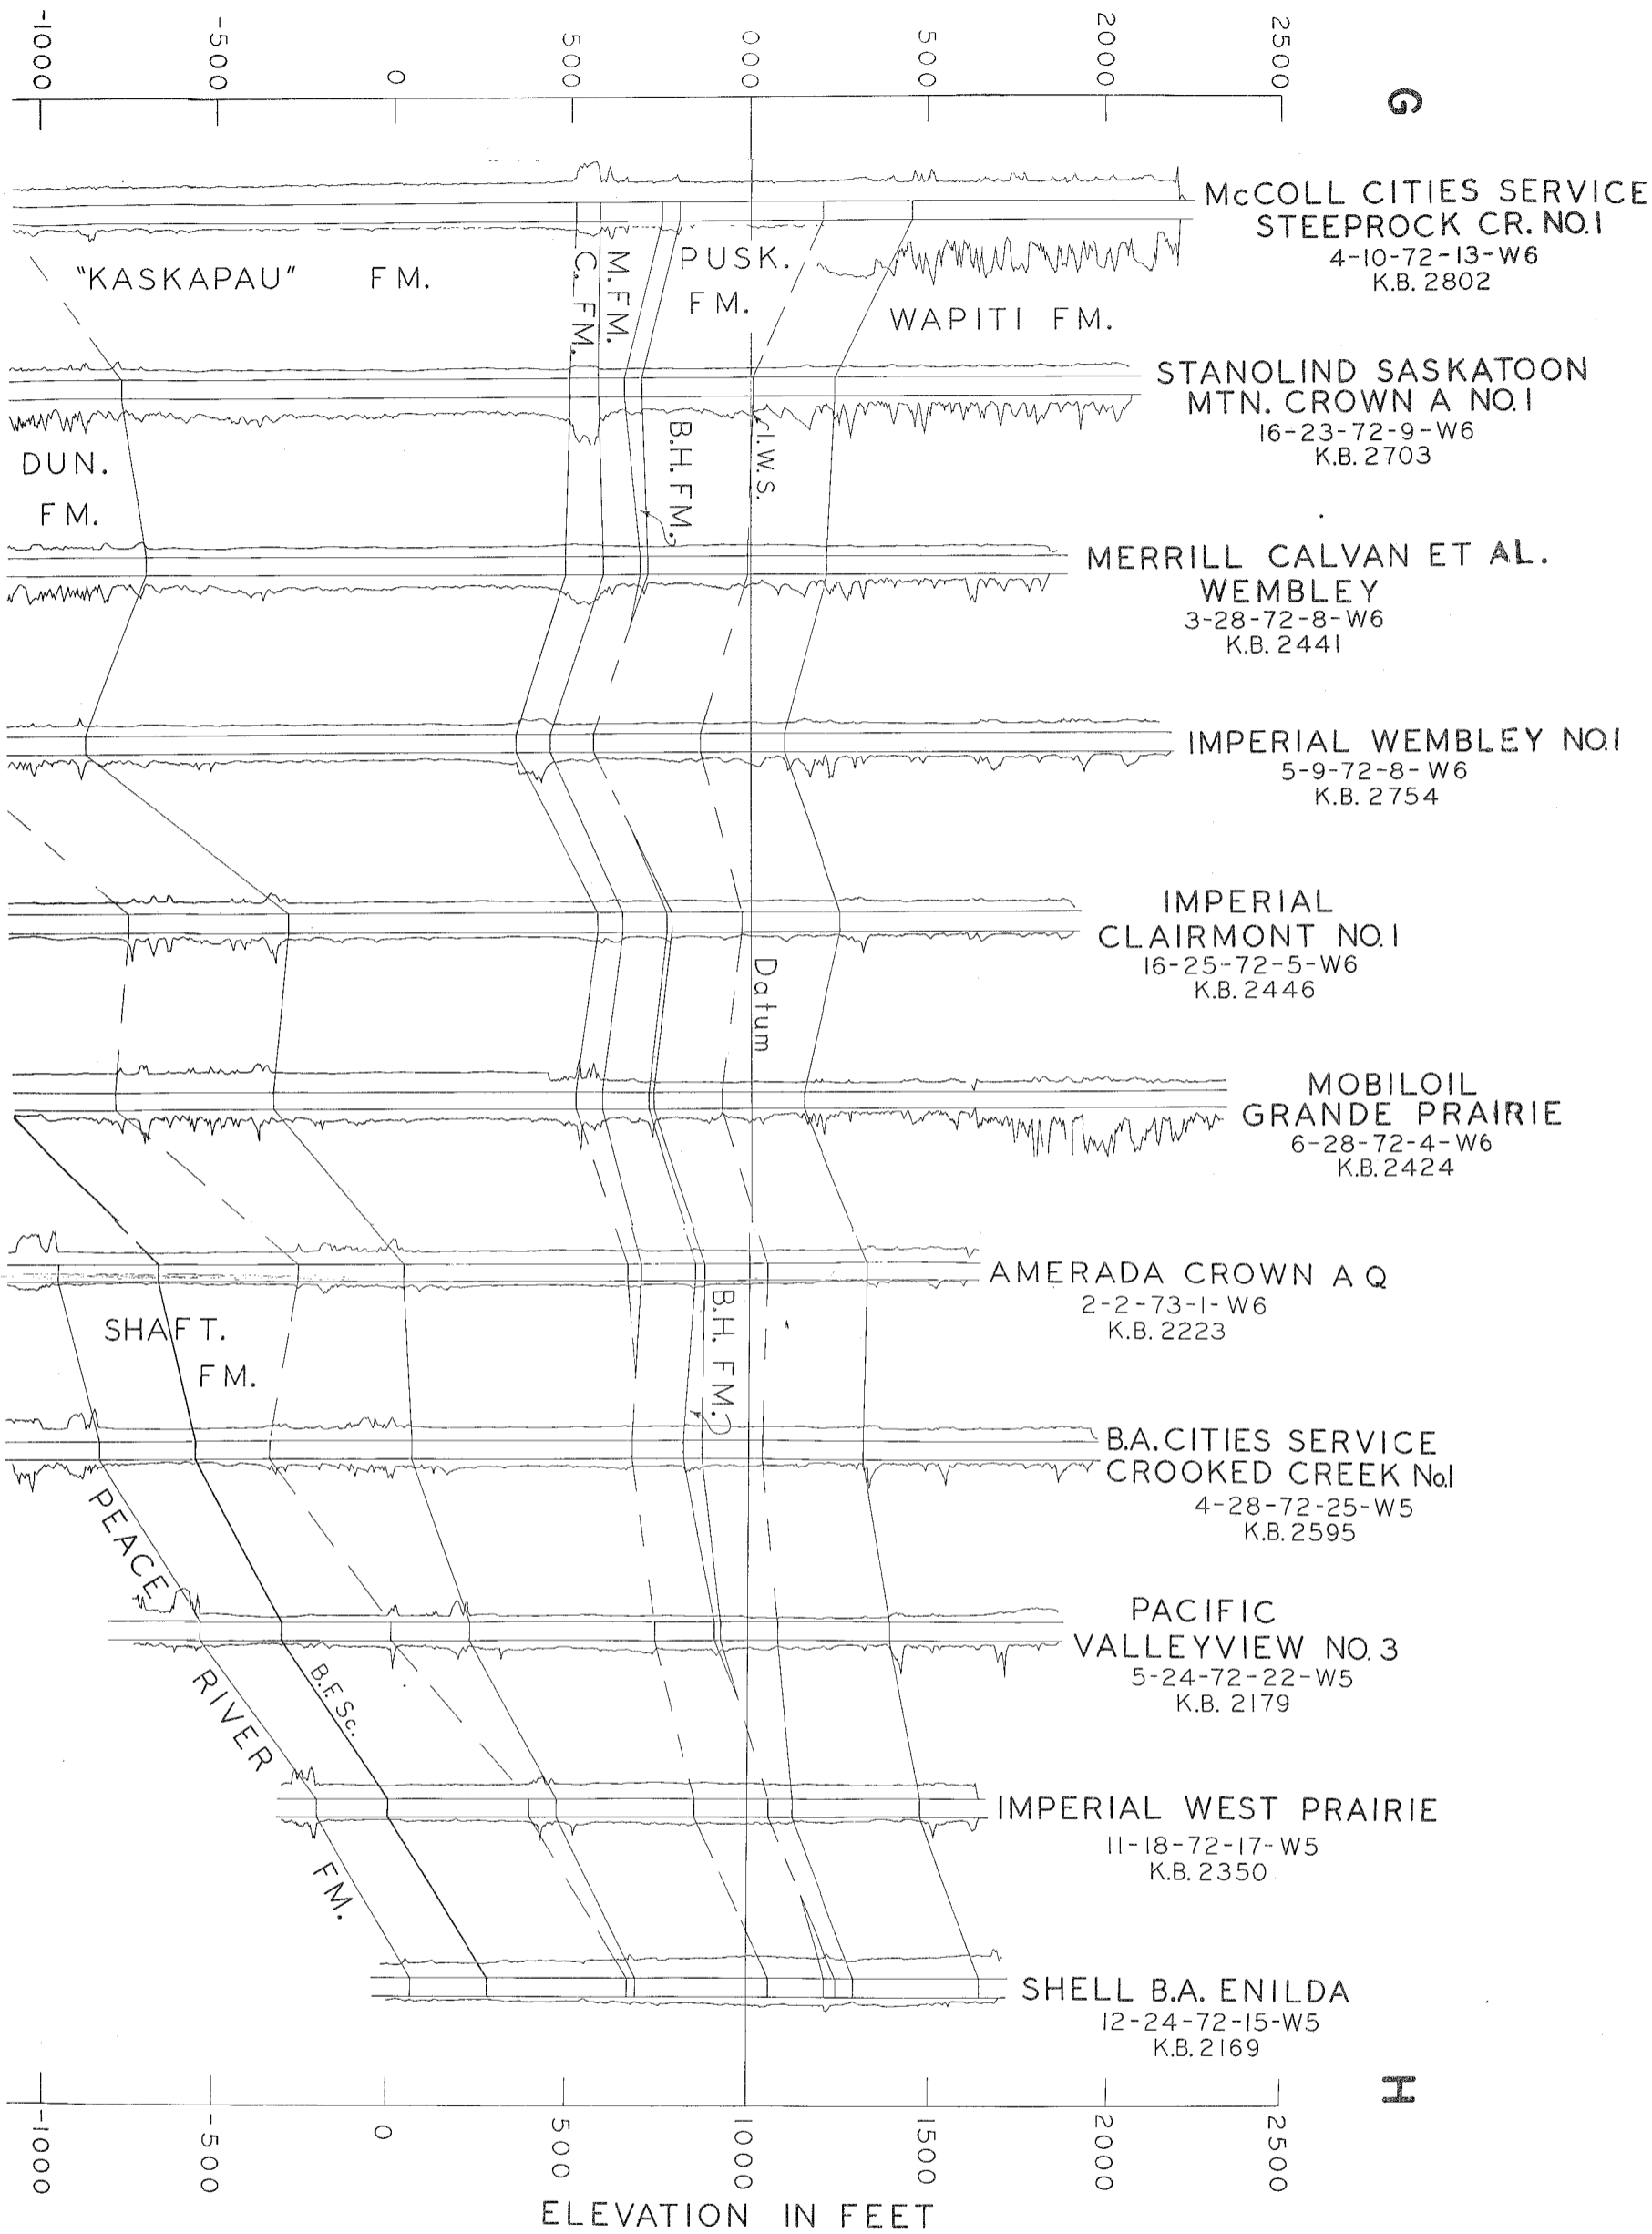 -1000
-500
0
500
000
500
2000
2500
G
McCOLL CITIES SERVICE
STEEPROCK CR. NO.1
4-10-72-13-W6
K.B. 2802
"KASKAPAU" FM.
C. FM.
M. FM.
PUSK.
FM.
WAPITI FM.
STANOLIND SASKATOON
MTN. CROWN A NO.1
16-23-72-9-W6
K.B. 2703
DUN.
FM.
B.H. FM.
I.W.S.
MERRILL CALVAN ET AL.
WEMBLEY
3-28-72-8-W6
K.B. 2441
IMPERIAL WEMBLEY NO.1
5-9-72-8-W6
K.B. 2754
IMPERIAL
CLAIRMONT NO.1
16-25-72-5-W6
K.B. 2446
Datum
MOBILOIL
GRANDE PRAIRIE
6-28-72-4-W6
K.B. 2424
AMERADA CROWN A Q
2-2-73-1-W6
K.B. 2223
SHAFT.
FM.
B.H. FM.
B.A. CITIES SERVICE
CROOKED CREEK No.1
4-28-72-25-W5
K.B. 2595
PEACE
RIVER
FM.
B.F. Sc.
PACIFIC
VALLEYVIEW NO. 3
5-24-72-22-W5
K.B. 2179
IMPERIAL WEST PRAIRIE
11-18-72-17-W5
K.B. 2350
SHELL B.A. ENILDA
12-24-72-15-W5
K.B. 2169
H
-1000
-500
0
500
1000
1500
2000
2500
ELEVATION IN FEET